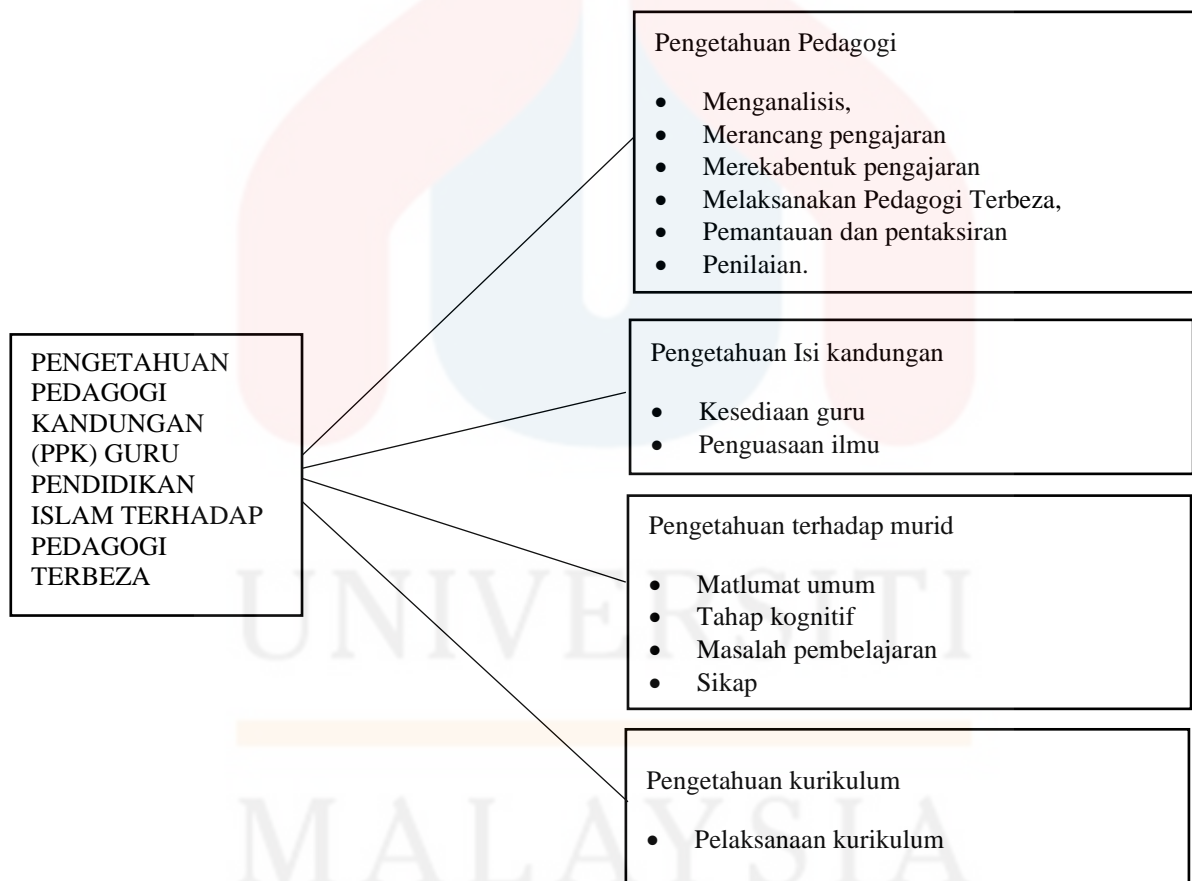 Pengetahuan Pedagogi
• Menganalisis,
• Merancang pengajaran
• Merekabentuk pengajaran
• Melaksanakan Pedagogi Terbeza,
• Pemantauan dan pentaksiran
• Penilaian.
PENGETAHUAN
PEDAGOGI
KANDUNGAN
(PPK) GURU
PENDIDIKAN
ISLAM TERHADAP
PEDAGOGI
TERBEZA
Pengetahuan Isi kandungan
• Kesediaan guru
• Penguasaan ilmu
Pengetahuan terhadap murid
• Matlumat umum
• Tahap kognitif
• Masalah pembelajaran
• Sikap
Pengetahuan kurikulum
• Pelaksanaan kurikulum
UNIVERSITI
MALAYSIA